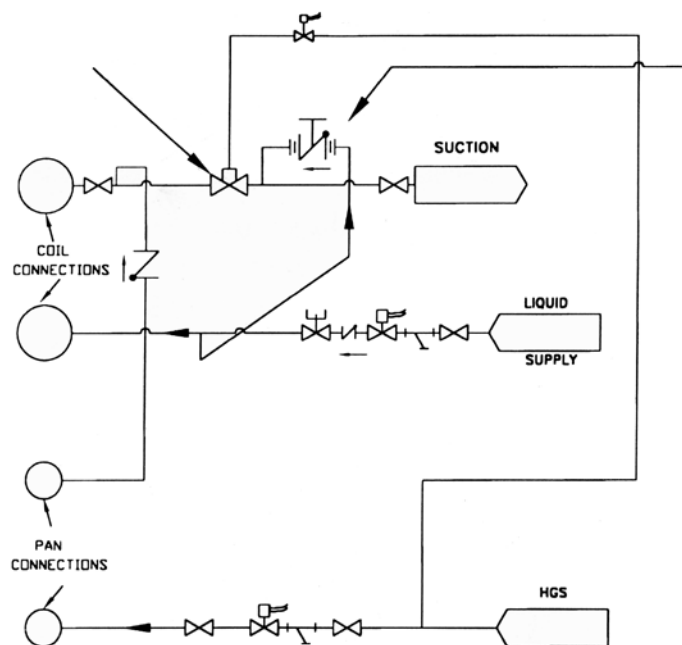 SUCTION
COIL
CONNECTIONS
LIQUID
SUPPLY
PAN
CONNECTIONS
HGS